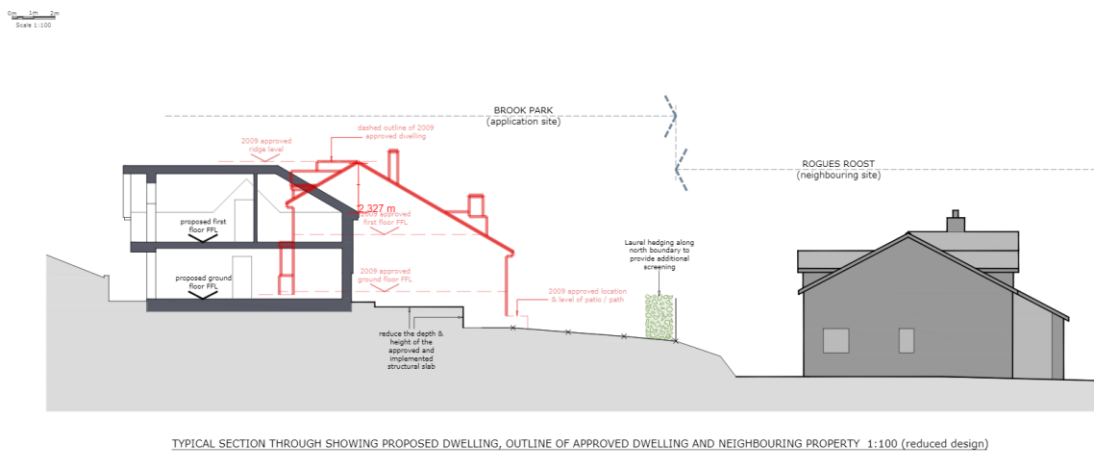 0m 1m 2m
Scale 1:100
BROOK PARK
(application site)
dashed outline of 2009
approved dwelling
2009 approved
ridge level
ROGUES ROOST
(neighbouring site)
2,327 m
2009 approved
first floor FFL
proposed first
floor FFL
Laurel hedging along
north boundary to
provide additional
screening
2009 approved
ground floor FFL
proposed ground
floor FFL
2009 approved location
& level of patio / path
reduce the depth &
height of the
approved and
implemented
structural slab
TYPICAL SECTION THROUGH SHOWING PROPOSED DWELLING, OUTLINE OF APPROVED DWELLING AND NEIGHBOURING PROPERTY 1:100 (reduced design)